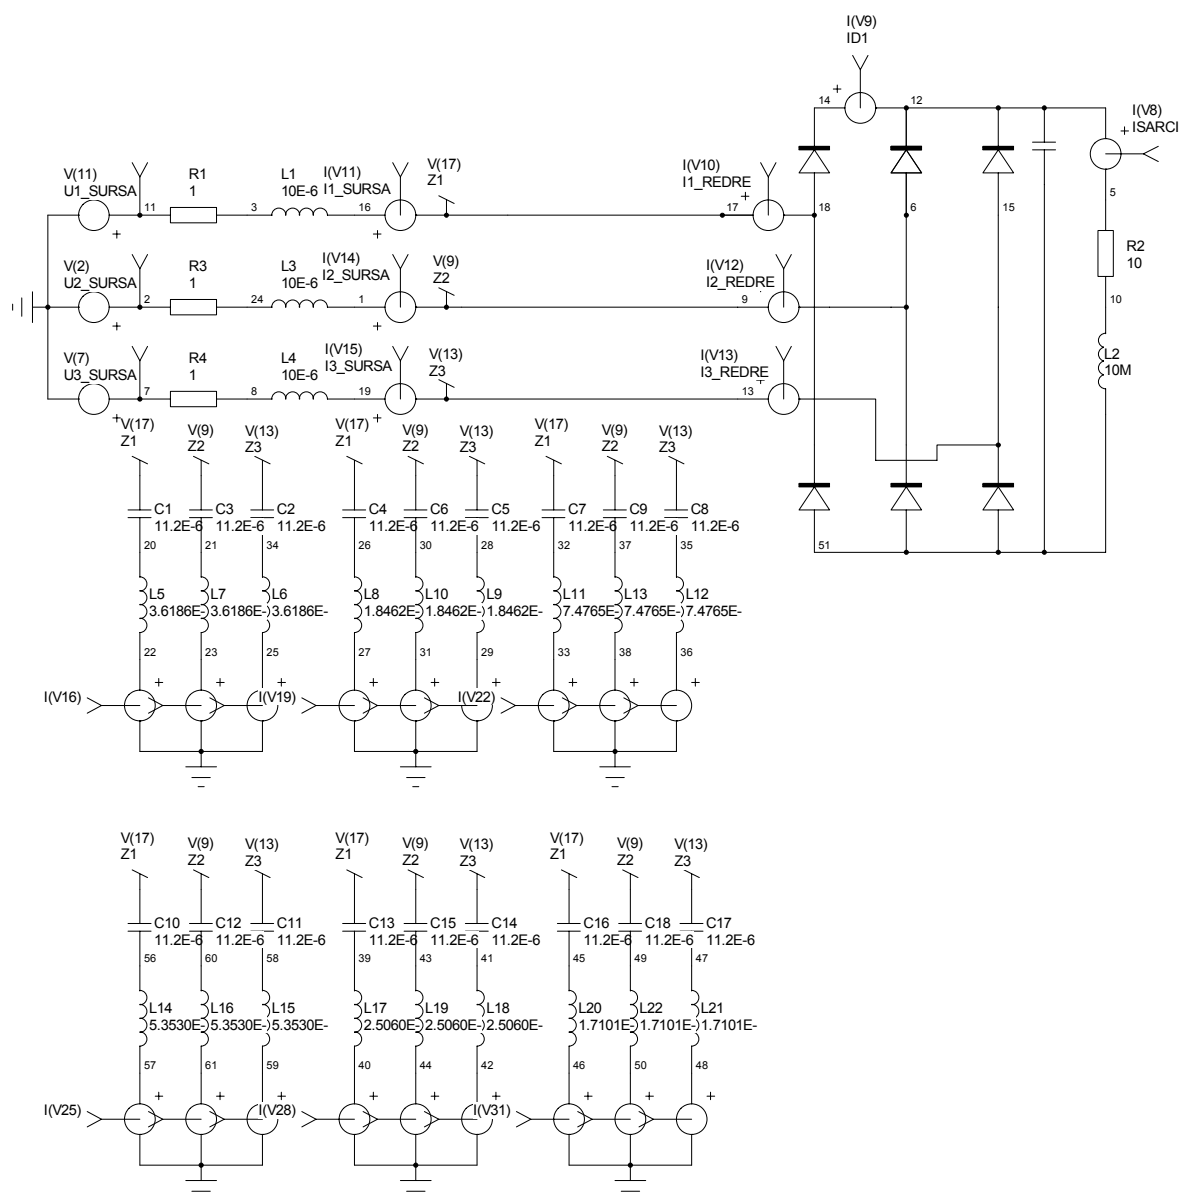 I(V9)
ID1
14
+
12
I(V8)
+ ISARCI
V(11)
U1_SURSA
R1
1
L1
10E-6
I(V11)
I1_SURSA
V(17)
Z1
I(V10)
I1_REDRE
11
3
16
17
+
18
6
15
5
+
+
R2
10
V(2)
U2_SURSA
R3
1
L3
10E-6
I(V14)
I2_SURSA
V(9)
Z2
I(V12)
I2_REDRE
2
24
1
9
+
10
+
+
V(7)
U3_SURSA
R4
1
L4
10E-6
I(V15)
I3_SURSA
V(13)
Z3
I(V13)
I3_REDRE
L2
10M
7
8
19
13
+
+
+
V(17)
Z1
V(9)
Z2
V(13)
Z3
V(17)
Z1
V(9)
Z2
V(13)
Z3
V(17)
Z1
V(9)
Z2
V(13)
Z3
C1
11.2E-6
C3
11.2E-6
C2
11.2E-6
C4
11.2E-6
C6
11.2E-6
C5
11.2E-6
C7
11.2E-6
C9
11.2E-6
C8
11.2E-6
20
21
34
26
30
28
32
37
35
51
L5
3.6186E-
L7
3.6186E-
L6
3.6186E-
L8
1.8462E-
L10
1.8462E-
L9
1.8462E-
L11
7.4765E-
L13
7.4765E-
L12
7.4765E-
22
23
25
27
31
29
33
38
36
I(V16)
+
+
+
I(V19)
+
+
+
I(V22)
+
+
+
V(17)
Z1
V(9)
Z2
V(13)
Z3
V(17)
Z1
V(9)
Z2
V(13)
Z3
V(17)
Z1
V(9)
Z2
V(13)
Z3
C10
11.2E-6
C12
11.2E-6
C11
11.2E-6
C13
11.2E-6
C15
11.2E-6
C14
11.2E-6
C16
11.2E-6
C18
11.2E-6
C17
11.2E-6
56
60
58
39
43
41
45
49
47
L14
5.3530E-
L16
5.3530E-
L15
5.3530E-
L17
2.5060E-
L19
2.5060E-
L18
2.5060E-
L20
1.7101E-
L22
1.7101E-
L21
1.7101E-
57
61
59
40
44
42
46
50
48
I(V25)
+
+
+
I(V28)
+
+
+
I(V31)
+
+
+